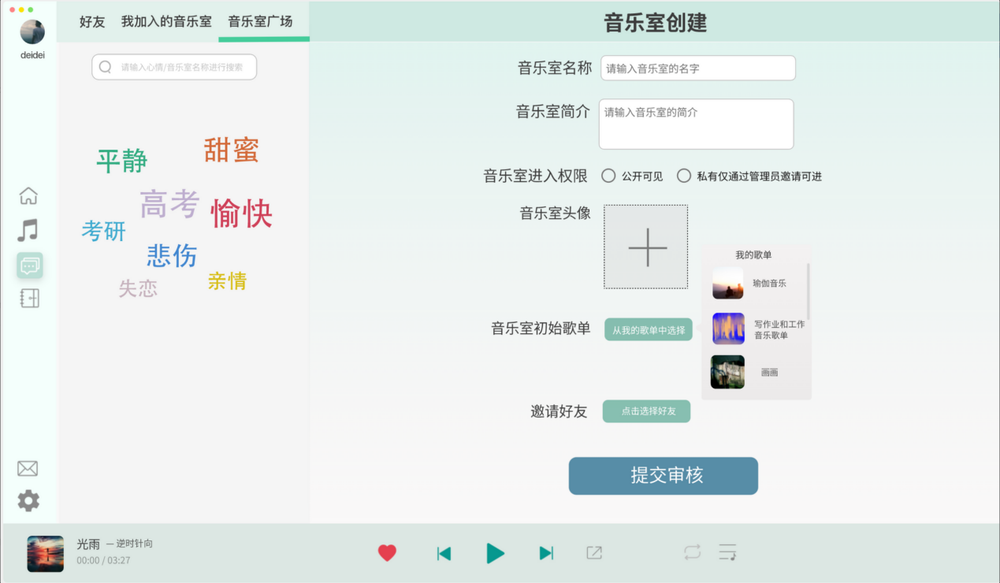 deidei
好友
我加入的音乐室
音乐室广场
请输入心情/音乐室名称进行搜索
平静
甜蜜
高考
愉快
考研
悲伤
失恋
亲情
音乐室创建
音乐室名称
请输入音乐室的名字
音乐室简介
请输入音乐室的简介
音乐室进入权限
公开可见
私有仅通过管理员邀请可进
音乐室头像
我的歌单
瑜伽音乐
写作业和工作
音乐歌单
画画
音乐室初始歌单
从我的歌单中选择
邀请好友
点击选择好友
提交审核
光雨 – 逆时针向
00:00 / 03:27